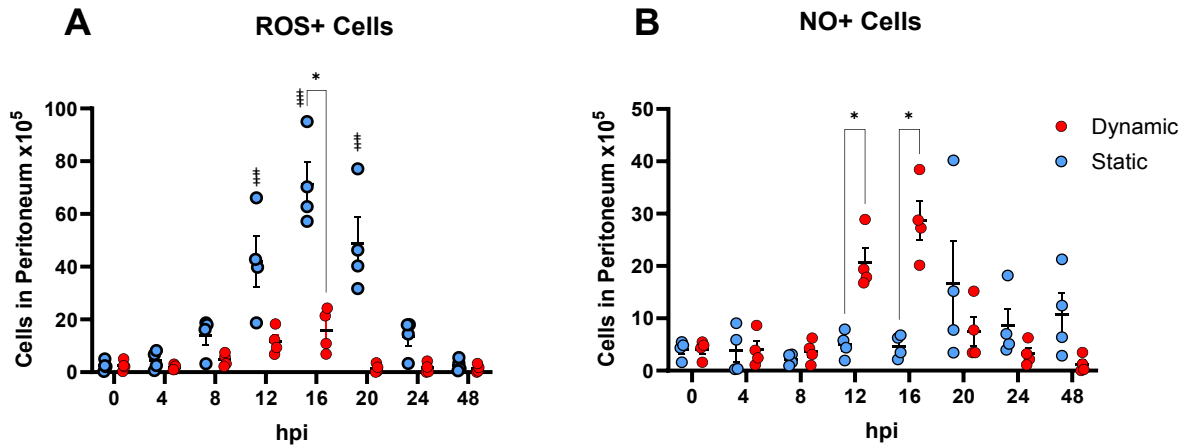 A
ROS+ Cells
B
NO+ Cells
Cells in Peritoneum x10⁵
100
80
60
40
20
0
ⵐ
*
0
4
8
12
16
20
24
48
hpi
Cells in Peritoneum x10⁵
50
40
30
20
10
0
*
*
0
4
8
12
16
20
24
48
hpi
Dynamic
Static